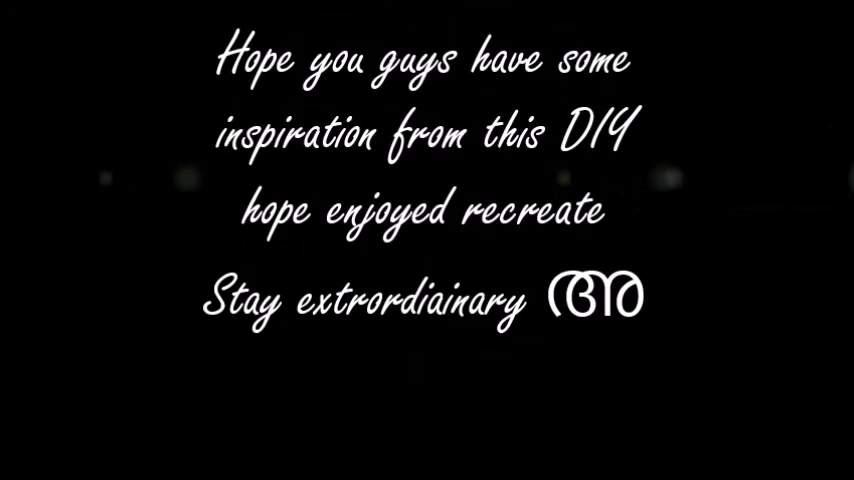 Hope you guys have some
inspiration from this DIY
hope enjoyed recreate
Stay extrordiainary അ